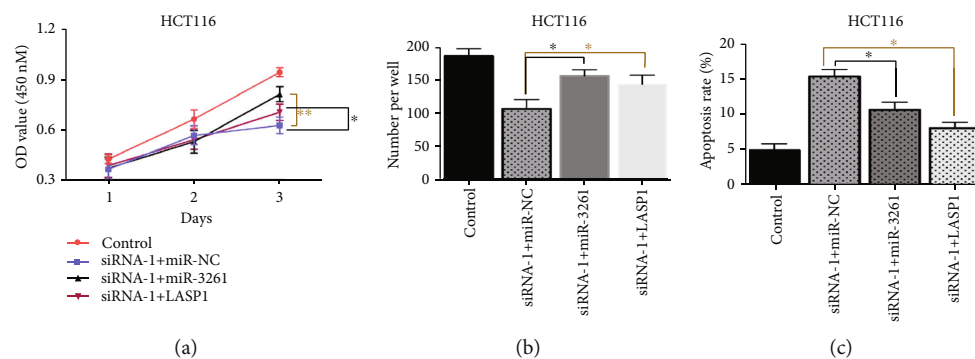 HCT116
OD value (450 nM)
0.9
0.6
0.3
**
*
1
2
3
Days
Control
siRNA-1+miR-NC
siRNA-1+miR-3261
siRNA-1+LASP1
(a)
HCT116
Number per well
200
150
100
50
0
*
*
Control
siRNA-1+miR-NC
siRNA-1+miR-3261
siRNA-1+LASP1
(b)
HCT116
Apoptosis rate (%)
20
15
10
5
0
*
*
Control
siRNA-1+miR-NC
siRNA-1+miR-3261
siRNA-1+LASP1
(c)